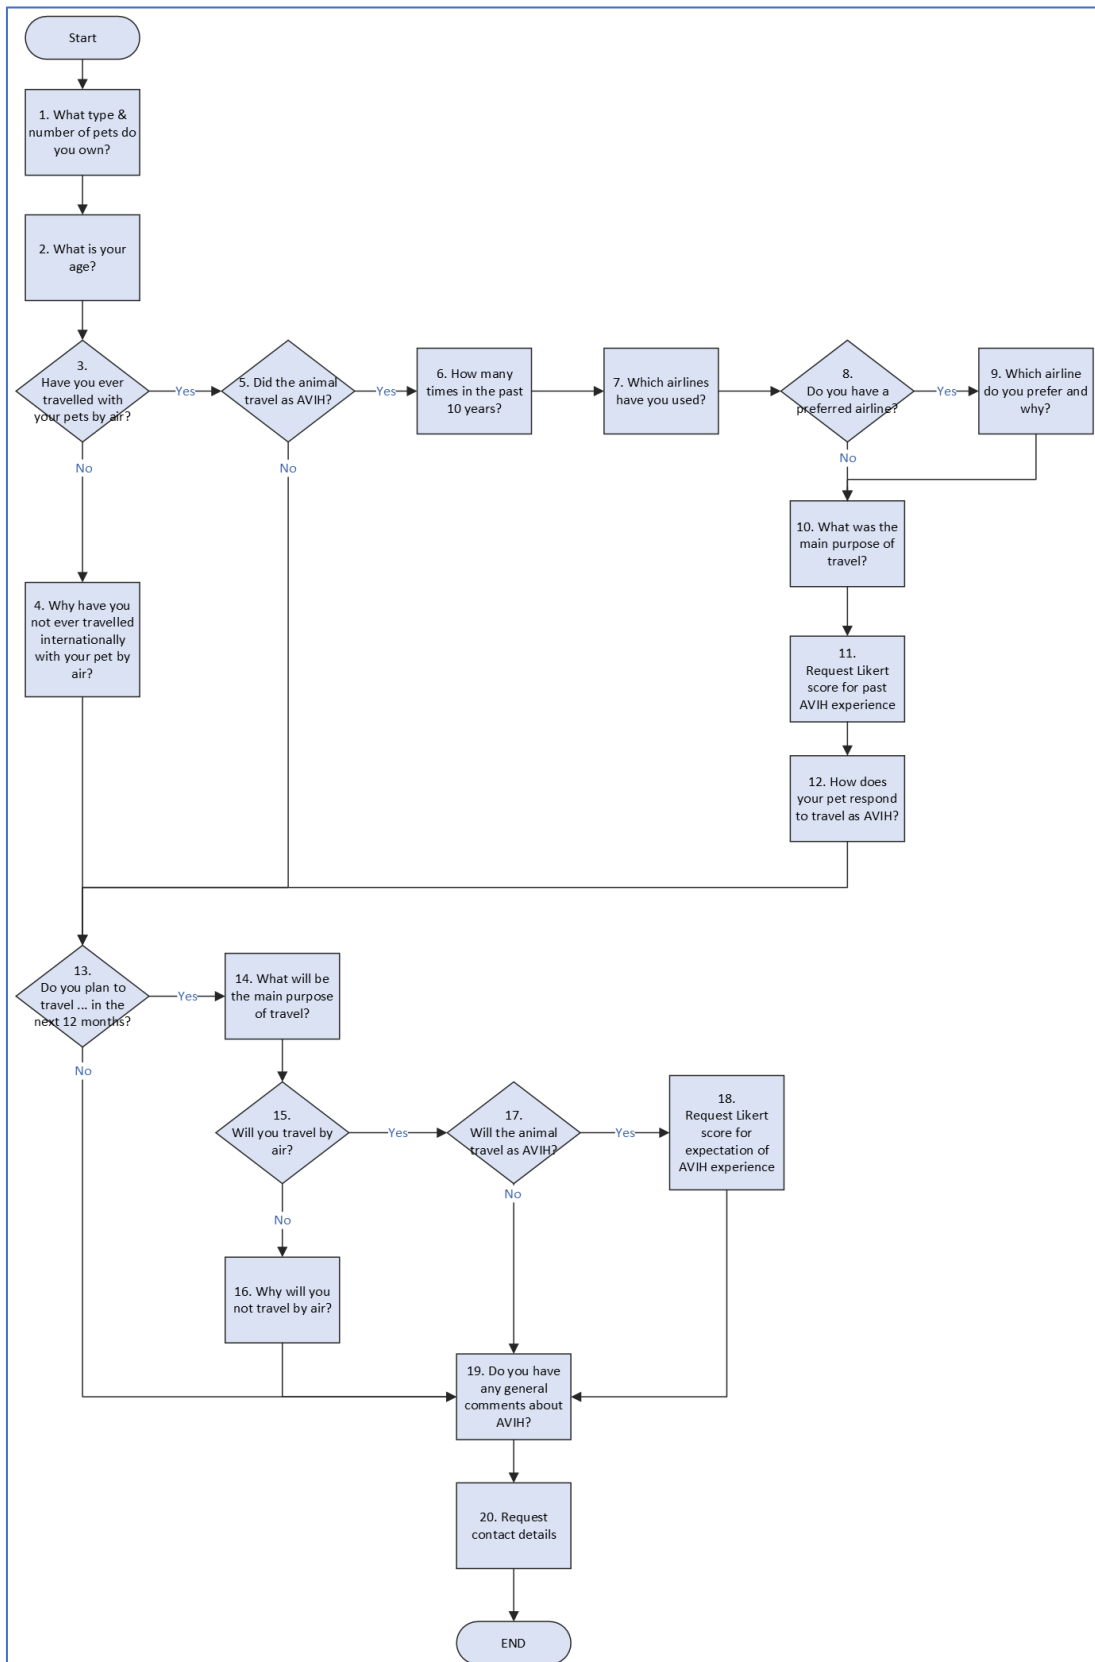 Start
1. What type &
number of pets do
you own?
2. What is your
age?
3.
Have you ever
travelled with
your pets by air?
Yes
No
5. Did the animal
travel as AVIH?
Yes
No
6. How many
times in the past
10 years?
7. Which airlines
have you used?
8.
Do you have a
preferred airline?
Yes
No
9. Which airline
do you prefer and
why?
10. What was the
main purpose of
travel?
4. Why have you
not ever travelled
internationally
with your pet by
air?
11.
Request Likert
score for past
AVIH experience
12. How does
your pet respond
to travel as AVIH?
13.
Do you plan to
travel ... in the
next 12 months?
Yes
No
14. What will be
the main purpose
of travel?
15.
Will you travel by
air?
Yes
No
17.
Will the animal
travel as AVIH?
Yes
No
18.
Request Likert
score for
expectation of
AVIH experience
16. Why will you
not travel by air?
19. Do you have
any general
comments about
AVIH?
20. Request
contact details
END